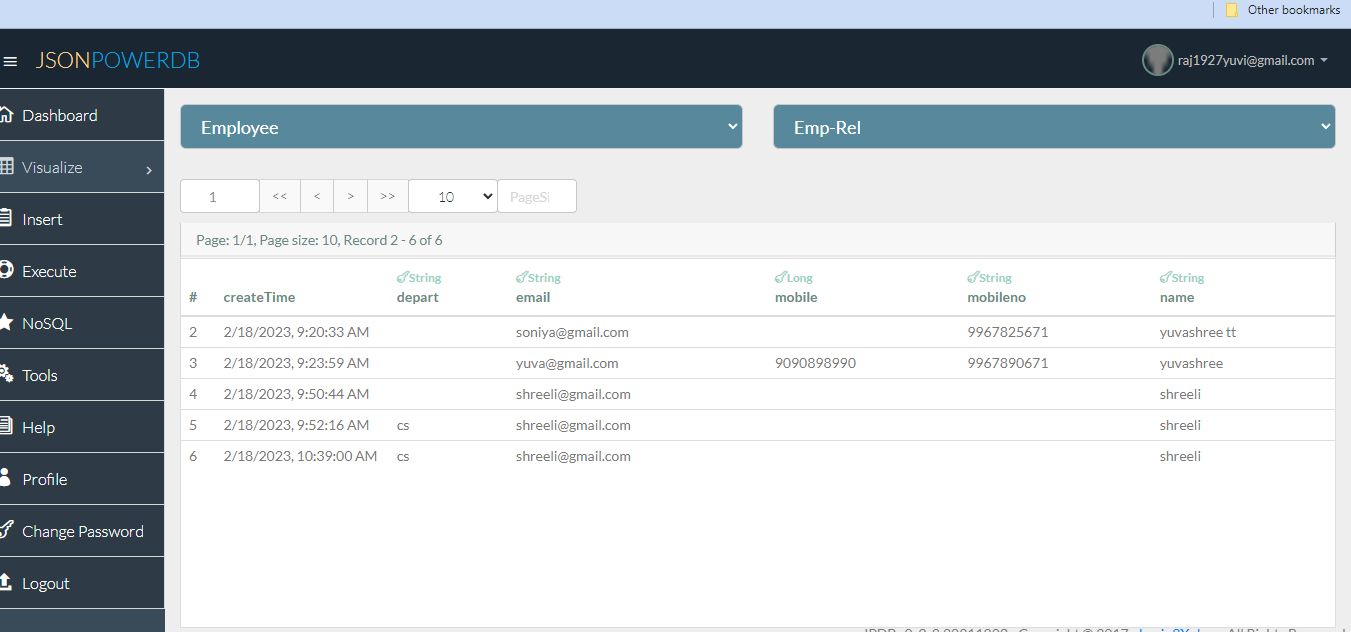 Other bookmarks
JSONPOWERDB
raj1927yuvi@gmail.com
Dashboard
Visualize
Insert
Execute
NoSQL
Tools
Help
Profile
Change Password
Logout
Employee
Emp-Rel
1 << < > >> 10 PageSi
Page: 1/1, Page size: 10, Record 2 - 6 of 6
String String Long String String
# createTime depart email mobile mobileno name
2 2/18/2023, 9:20:33 AM soniya@gmail.com 9967825671 yuvashree tt
3 2/18/2023, 9:23:59 AM yuva@gmail.com 9090898990 9967890671 yuvashree
4 2/18/2023, 9:50:44 AM shreeli@gmail.com shreeli
5 2/18/2023, 9:52:16 AM cs shreeli@gmail.com shreeli
6 2/18/2023, 10:39:00 AM cs shreeli@gmail.com shreeli